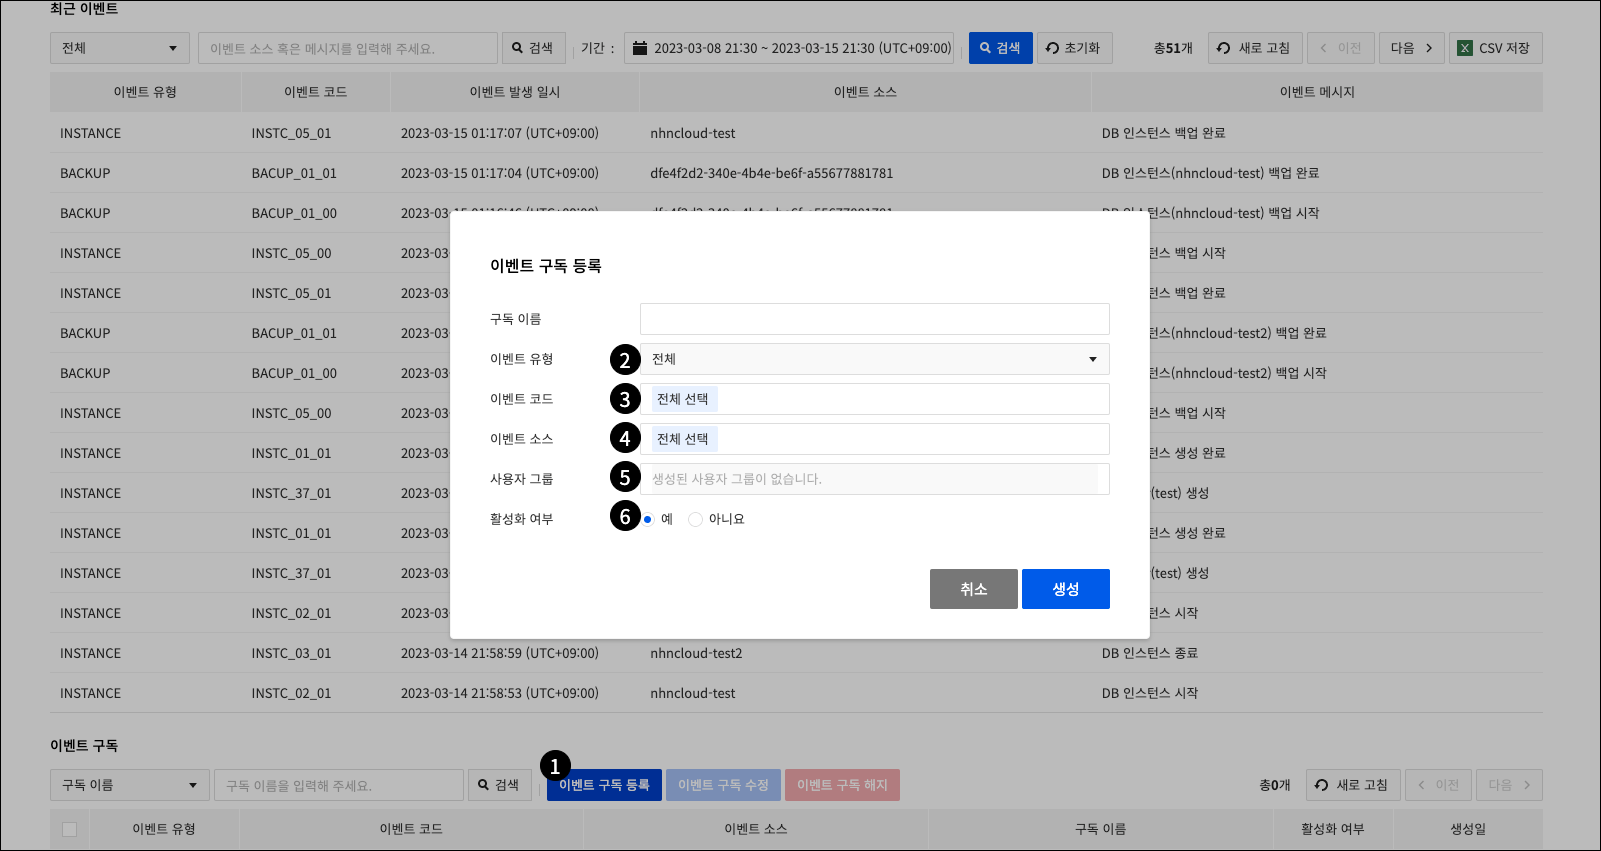 최근 이벤트
전체 이벤트 소스 혹은 메시지를 입력해 주세요. 검색 기간 : 2023-03-08 21:30 ~ 2023-03-15 21:30 (UTC+09:00) 검색 초기화 총51개 새로 고침 이전 다음 CSV 저장
이벤트 유형 이벤트 코드 이벤트 발생 일시 이벤트 소스 이벤트 메시지
INSTANCE INSTC_05_01 2023-03-15 01:17:07 (UTC+09:00) nhncloud-test DB 인스턴스 백업 완료
BACKUP BACUP_01_01 2023-03-15 01:17:04 (UTC+09:00) dfe4f2d2-340e-4b4e-be6f-a55677881781 DB 인스턴스(nhncloud-test) 백업 완료
BACKUP BACUP_01_00 2023-03-15 01:16:46 (UTC+09:00) dfe4f2d2-340e-4b4e-be6f-a55677881781 DB 인스턴스(nhncloud-test) 백업 시작
INSTANCE INSTC_05_00 2023-03 턴스 백업 시작
INSTANCE INSTC_05_01 2023-03 턴스 백업 완료
BACKUP BACUP_01_01 2023-03 턴스(nhncloud-test2) 백업 완료
BACKUP BACUP_01_00 2023-03 턴스(nhncloud-test2) 백업 시작
INSTANCE INSTC_05_00 2023-03 턴스 백업 시작
INSTANCE INSTC_01_01 2023-03 턴스 생성 완료
INSTANCE INSTC_37_01 2023-03 (test) 생성
INSTANCE INSTC_01_01 2023-03 턴스 생성 완료
INSTANCE INSTC_37_01 2023-03 (test) 생성
INSTANCE INSTC_02_01 2023-03 턴스 시작
INSTANCE INSTC_03_01 2023-03-14 21:58:59 (UTC+09:00) nhncloud-test2 DB 인스턴스 종료
INSTANCE INSTC_02_01 2023-03-14 21:58:53 (UTC+09:00) nhncloud-test DB 인스턴스 시작
이벤트 구독 등록
구독 이름
이벤트 유형 2 전체
이벤트 코드 3 전체 선택
이벤트 소스 4 전체 선택
사용자 그룹 5 생성된 사용자 그룹이 없습니다.
활성화 여부 6 예 아니요
취소 생성
이벤트 구독
1
구독 이름 구독 이름을 입력해 주세요. 검색 이벤트 구독 등록 이벤트 구독 수정 이벤트 구독 해지 총0개 새로 고침 이전 다음
이벤트 유형 이벤트 코드 이벤트 소스 구독 이름 활성화 여부 생성일